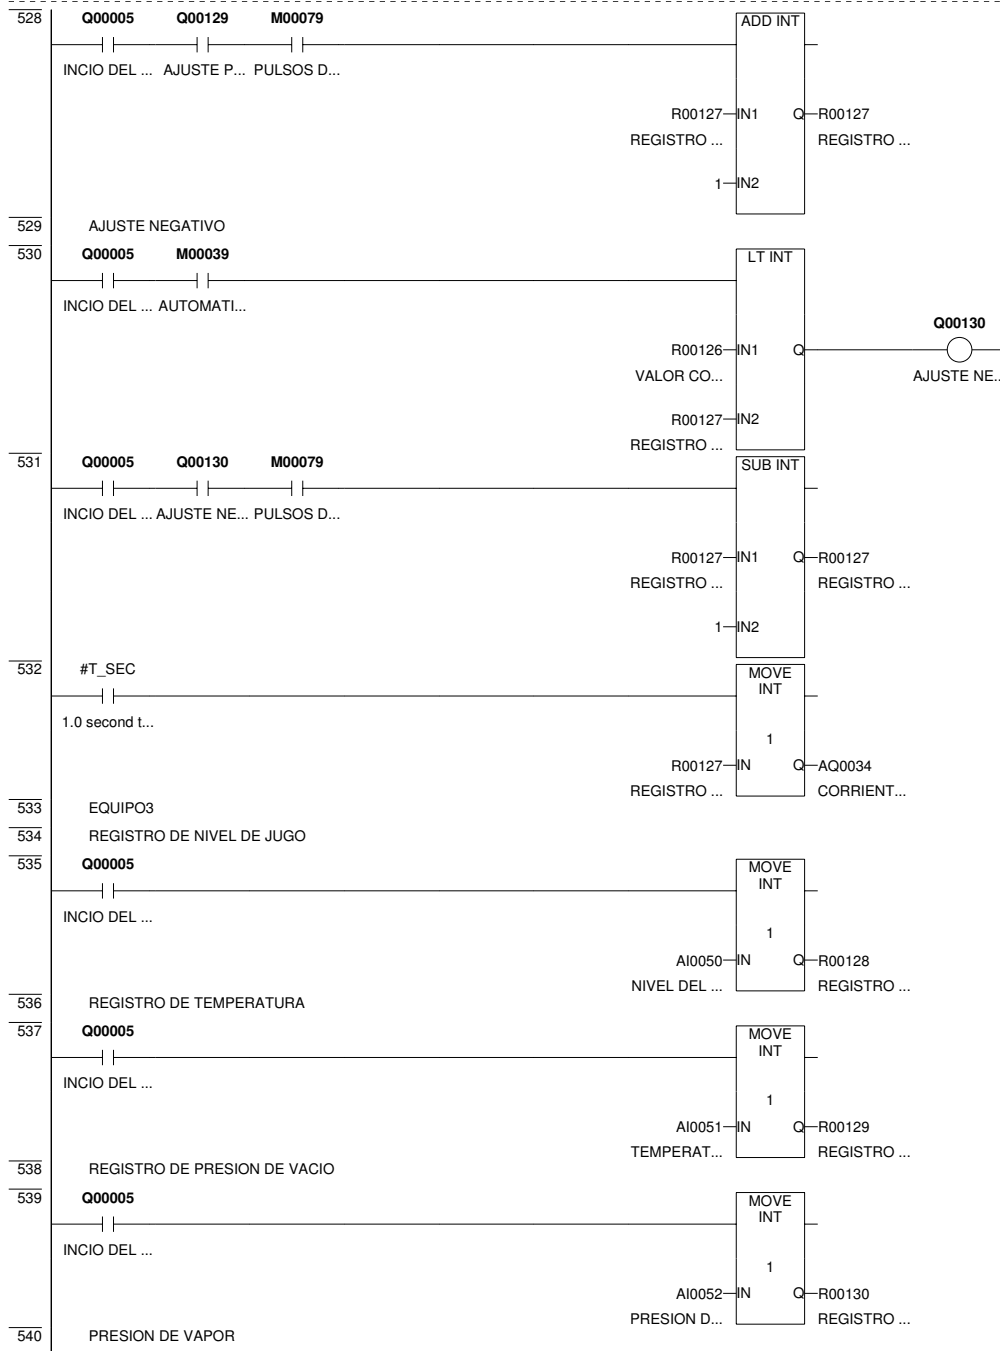 528 Q00005 Q00129 M00079 ADD INT
INCIO DEL ... AJUSTE P... PULSOS D...
R00127 IN1 Q R00127
REGISTRO ... REGISTRO ...
1 IN2
529 AJUSTE NEGATIVO
530 Q00005 M00039 LT INT
INCIO DEL ... AUTOMATI...
Q00130
R00126 IN1 Q
VALOR CO... AJUSTE NE...
R00127 IN2
REGISTRO ...
531 Q00005 Q00130 M00079 SUB INT
INCIO DEL ... AJUSTE NE... PULSOS D...
R00127 IN1 Q R00127
REGISTRO ... REGISTRO ...
1 IN2
532 #T_SEC MOVE
INT
1.0 second t...
1
R00127 IN Q AQ0034
REGISTRO ... CORRIENT...
533 EQUIPO3
534 REGISTRO DE NIVEL DE JUGO
535 Q00005 MOVE
INT
INCIO DEL ...
1
AI0050 IN Q R00128
NIVEL DEL ... REGISTRO ...
536 REGISTRO DE TEMPERATURA
537 Q00005 MOVE
INT
INCIO DEL ...
1
AI0051 IN Q R00129
TEMPERAT... REGISTRO ...
538 REGISTRO DE PRESION DE VACIO
539 Q00005 MOVE
INT
INCIO DEL ...
1
AI0052 IN Q R00130
PRESION D... REGISTRO ...
540 PRESION DE VAPOR